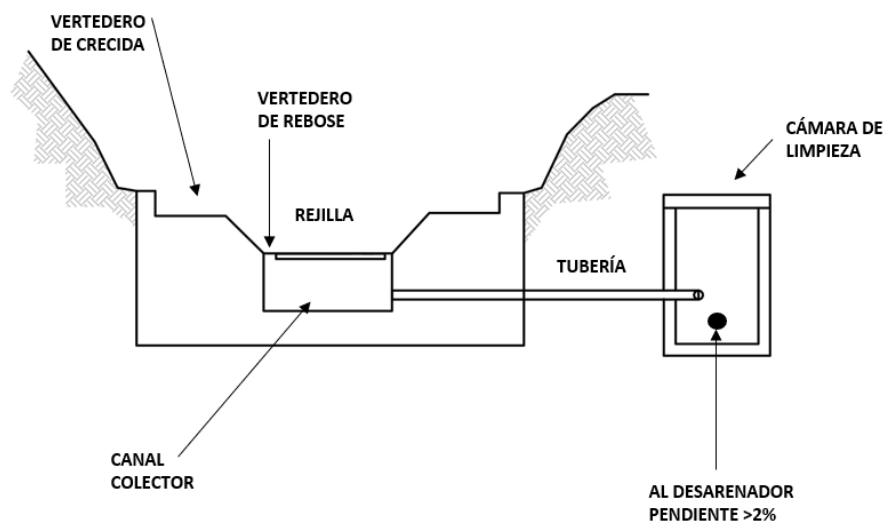 VERTEDERO
DE CRECIDA
VERTEDERO
DE REBOSE
CÁMARA DE
LIMPIEZA
REJILLA
TUBERÍA
CANAL
COLECTOR
AL DESARENADOR
PENDIENTE >2%